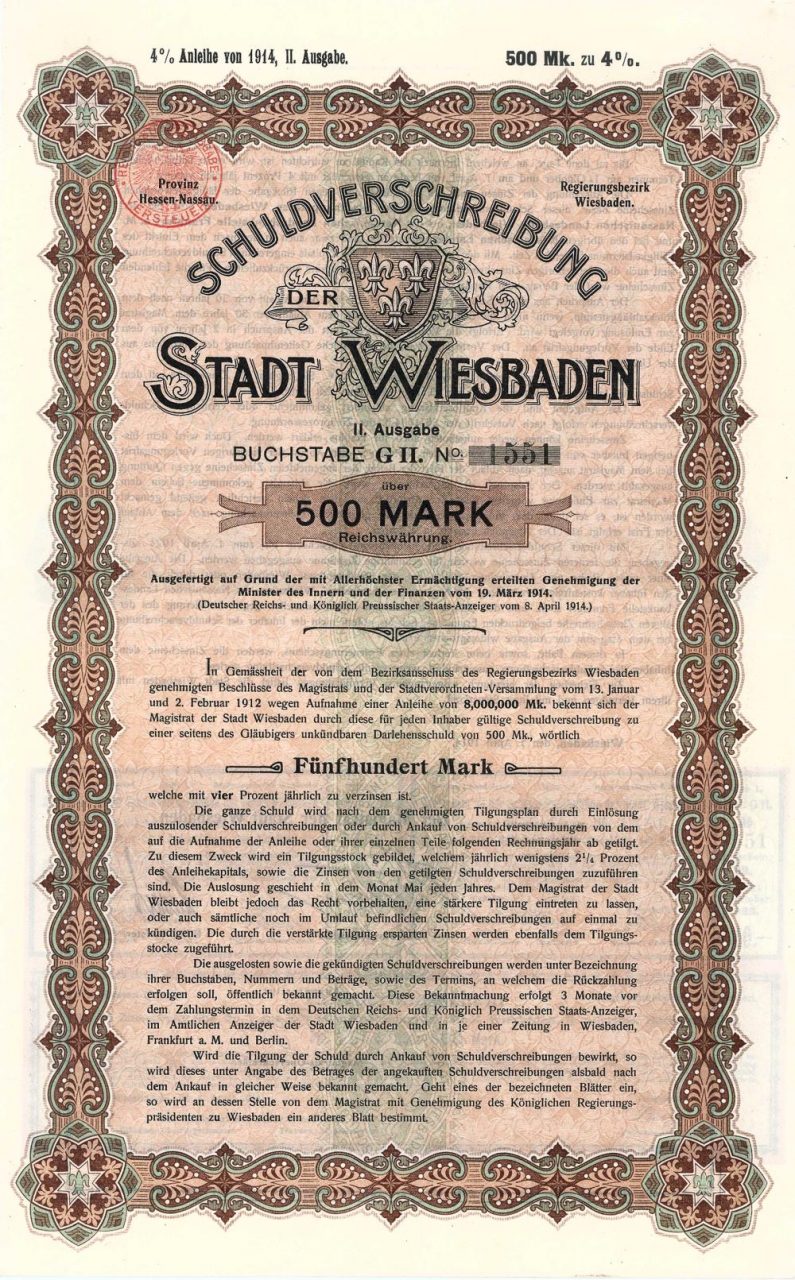 4% Anleihe von 1914, II. Ausgabe.
500 Mk. zu 4%.
Provinz
Hessen-Nassau.
VERSTEUERT
Regierungsbezirk
Wiesbaden.
SCHULDVERSCHREIBUNG
DER
STADT WIESBADEN
II. Ausgabe
BUCHSTABE G II. No. 1551
über
500 MARK
Reichswährung.
Ausgefertigt auf Grund der mit Allerhöchster Ermächtigung erteilten Genehmigung der
Minister des Innern und der Finanzen vom 19. März 1914.
(Deutscher Reichs- und Königlich Preussischer Staats-Anzeiger vom 8. April 1914.)
In Gemässheit der von dem Bezirksausschuss des Regierungsbezirks Wiesbaden
genehmigten Beschlüsse des Magistrats und der Stadtverordneten-Versammlung vom 13. Januar
und 2. Februar 1912 wegen Aufnahme einer Anleihe von 8,000,000 Mk. bekennt sich der
Magistrat der Stadt Wiesbaden durch diese für jeden Inhaber gültige Schuldverschreibung zu
einer seitens des Gläubigers unkündbaren Darlehensschuld von 500 Mk., wörtlich
Fünfhundert Mark
welche mit vier Prozent jährlich zu verzinsen ist.
Die ganze Schuld wird nach dem genehmigten Tilgungsplan durch Einlösung
auszulosender Schuldverschreibungen oder durch Ankauf von Schuldverschreibungen von dem
auf die Aufnahme der Anleihe oder ihrer einzelnen Teile folgenden Rechnungsjahr ab getilgt.
Zu diesem Zweck wird ein Tilgungsstock gebildet, welchem jährlich wenigstens 2¼ Prozent
des Anleihekapitals, sowie die Zinsen von den getilgten Schuldverschreibungen zuzuführen
sind. Die Auslosung geschieht in dem Monat Mai jeden Jahres. Dem Magistrat der Stadt
Wiesbaden bleibt jedoch das Recht vorbehalten, eine stärkere Tilgung eintreten zu lassen,
oder auch sämtliche noch im Umlauf befindlichen Schuldverschreibungen auf einmal zu
kündigen. Die durch die verstärkte Tilgung ersparten Zinsen werden ebenfalls dem Tilgungs-
stocke zugeführt.
Die ausgelosten sowie die gekündigten Schuldverschreibungen werden unter Bezeichnung
ihrer Buchstaben, Nummern und Beträge, sowie des Termins, an welchem die Rückzahlung
erfolgen soll, öffentlich bekannt gemacht. Diese Bekanntmachung erfolgt 3 Monate vor
dem Zahlungstermin in dem Deutschen Reichs- und Königlich Preussischen Staats-Anzeiger,
im Amtlichen Anzeiger der Stadt Wiesbaden und in je einer Zeitung in Wiesbaden,
Frankfurt a. M. und Berlin.
Wird die Tilgung der Schuld durch Ankauf von Schuldverschreibungen bewirkt, so
wird dieses unter Angabe des Betrages der angekauften Schuldverschreibungen alsbald nach
dem Ankauf in gleicher Weise bekannt gemacht. Geht eines der bezeichneten Blätter ein,
so wird an dessen Stelle von dem Magistrat mit Genehmigung des Königlichen Regierungs-
präsidenten zu Wiesbaden ein anderes Blatt bestimmt.